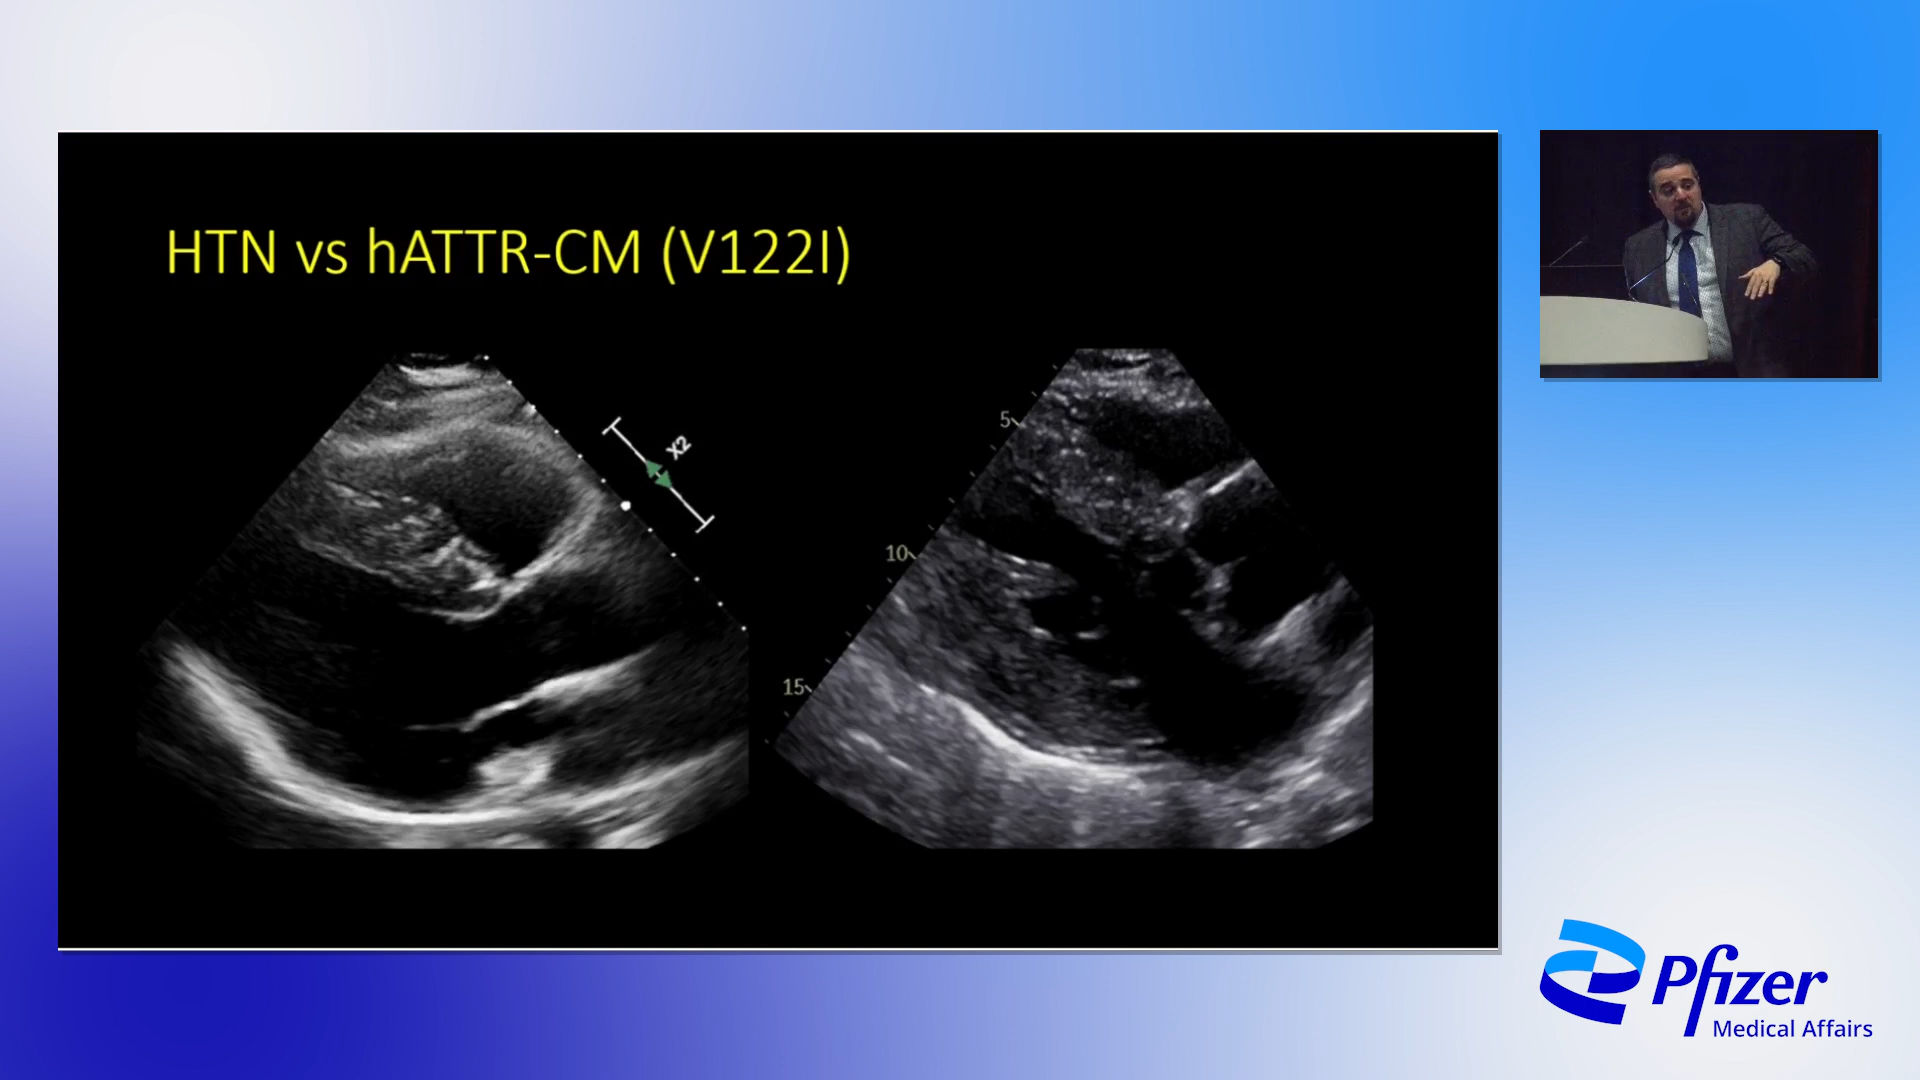 HTN vs hATTR-CM (V122I)
X2
5
10
15
Pfizer
Medical Affairs